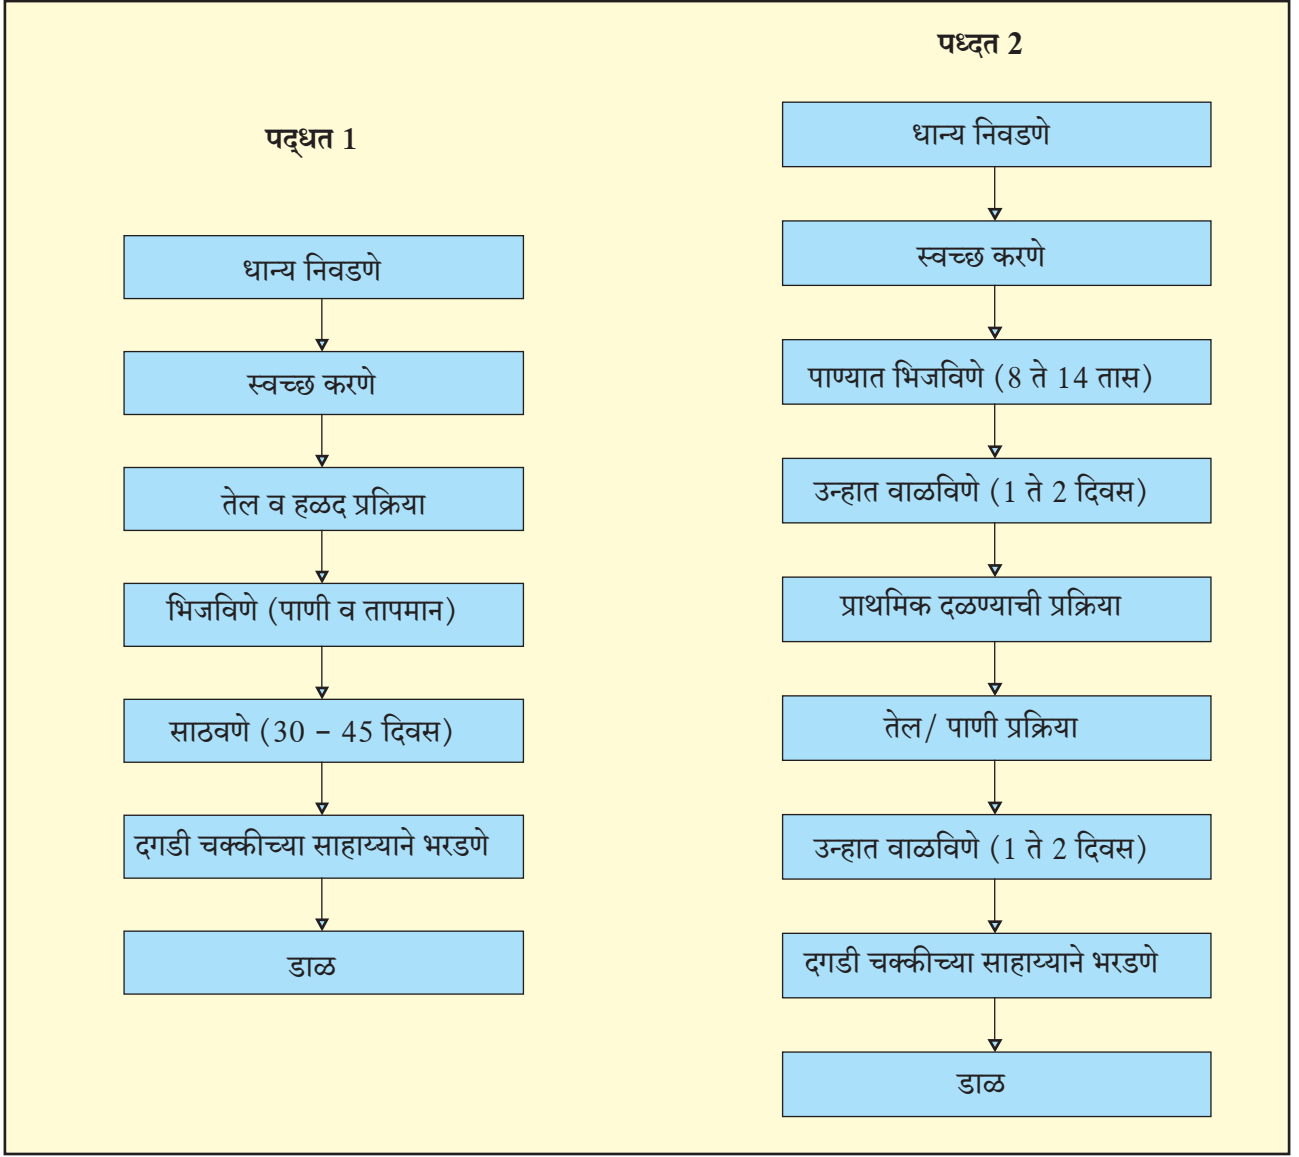 पद्धत 1
धान्य निवडणे
स्वच्छ करणे
तेल व हळद प्रक्रिया
भिजविणे (पाणी व तापमान)
साठवणे (30 – 45 दिवस)
दगडी चक्कीच्या साहाय्याने भरडणे
डाळ
पध्दत 2
धान्य निवडणे
स्वच्छ करणे
पाण्यात भिजविणे (8 ते 14 तास)
उन्हात वाळविणे (1 ते 2 दिवस)
प्राथमिक दळण्याची प्रक्रिया
तेल/ पाणी प्रक्रिया
उन्हात वाळविणे (1 ते 2 दिवस)
दगडी चक्कीच्या साहाय्याने भरडणे
डाळ